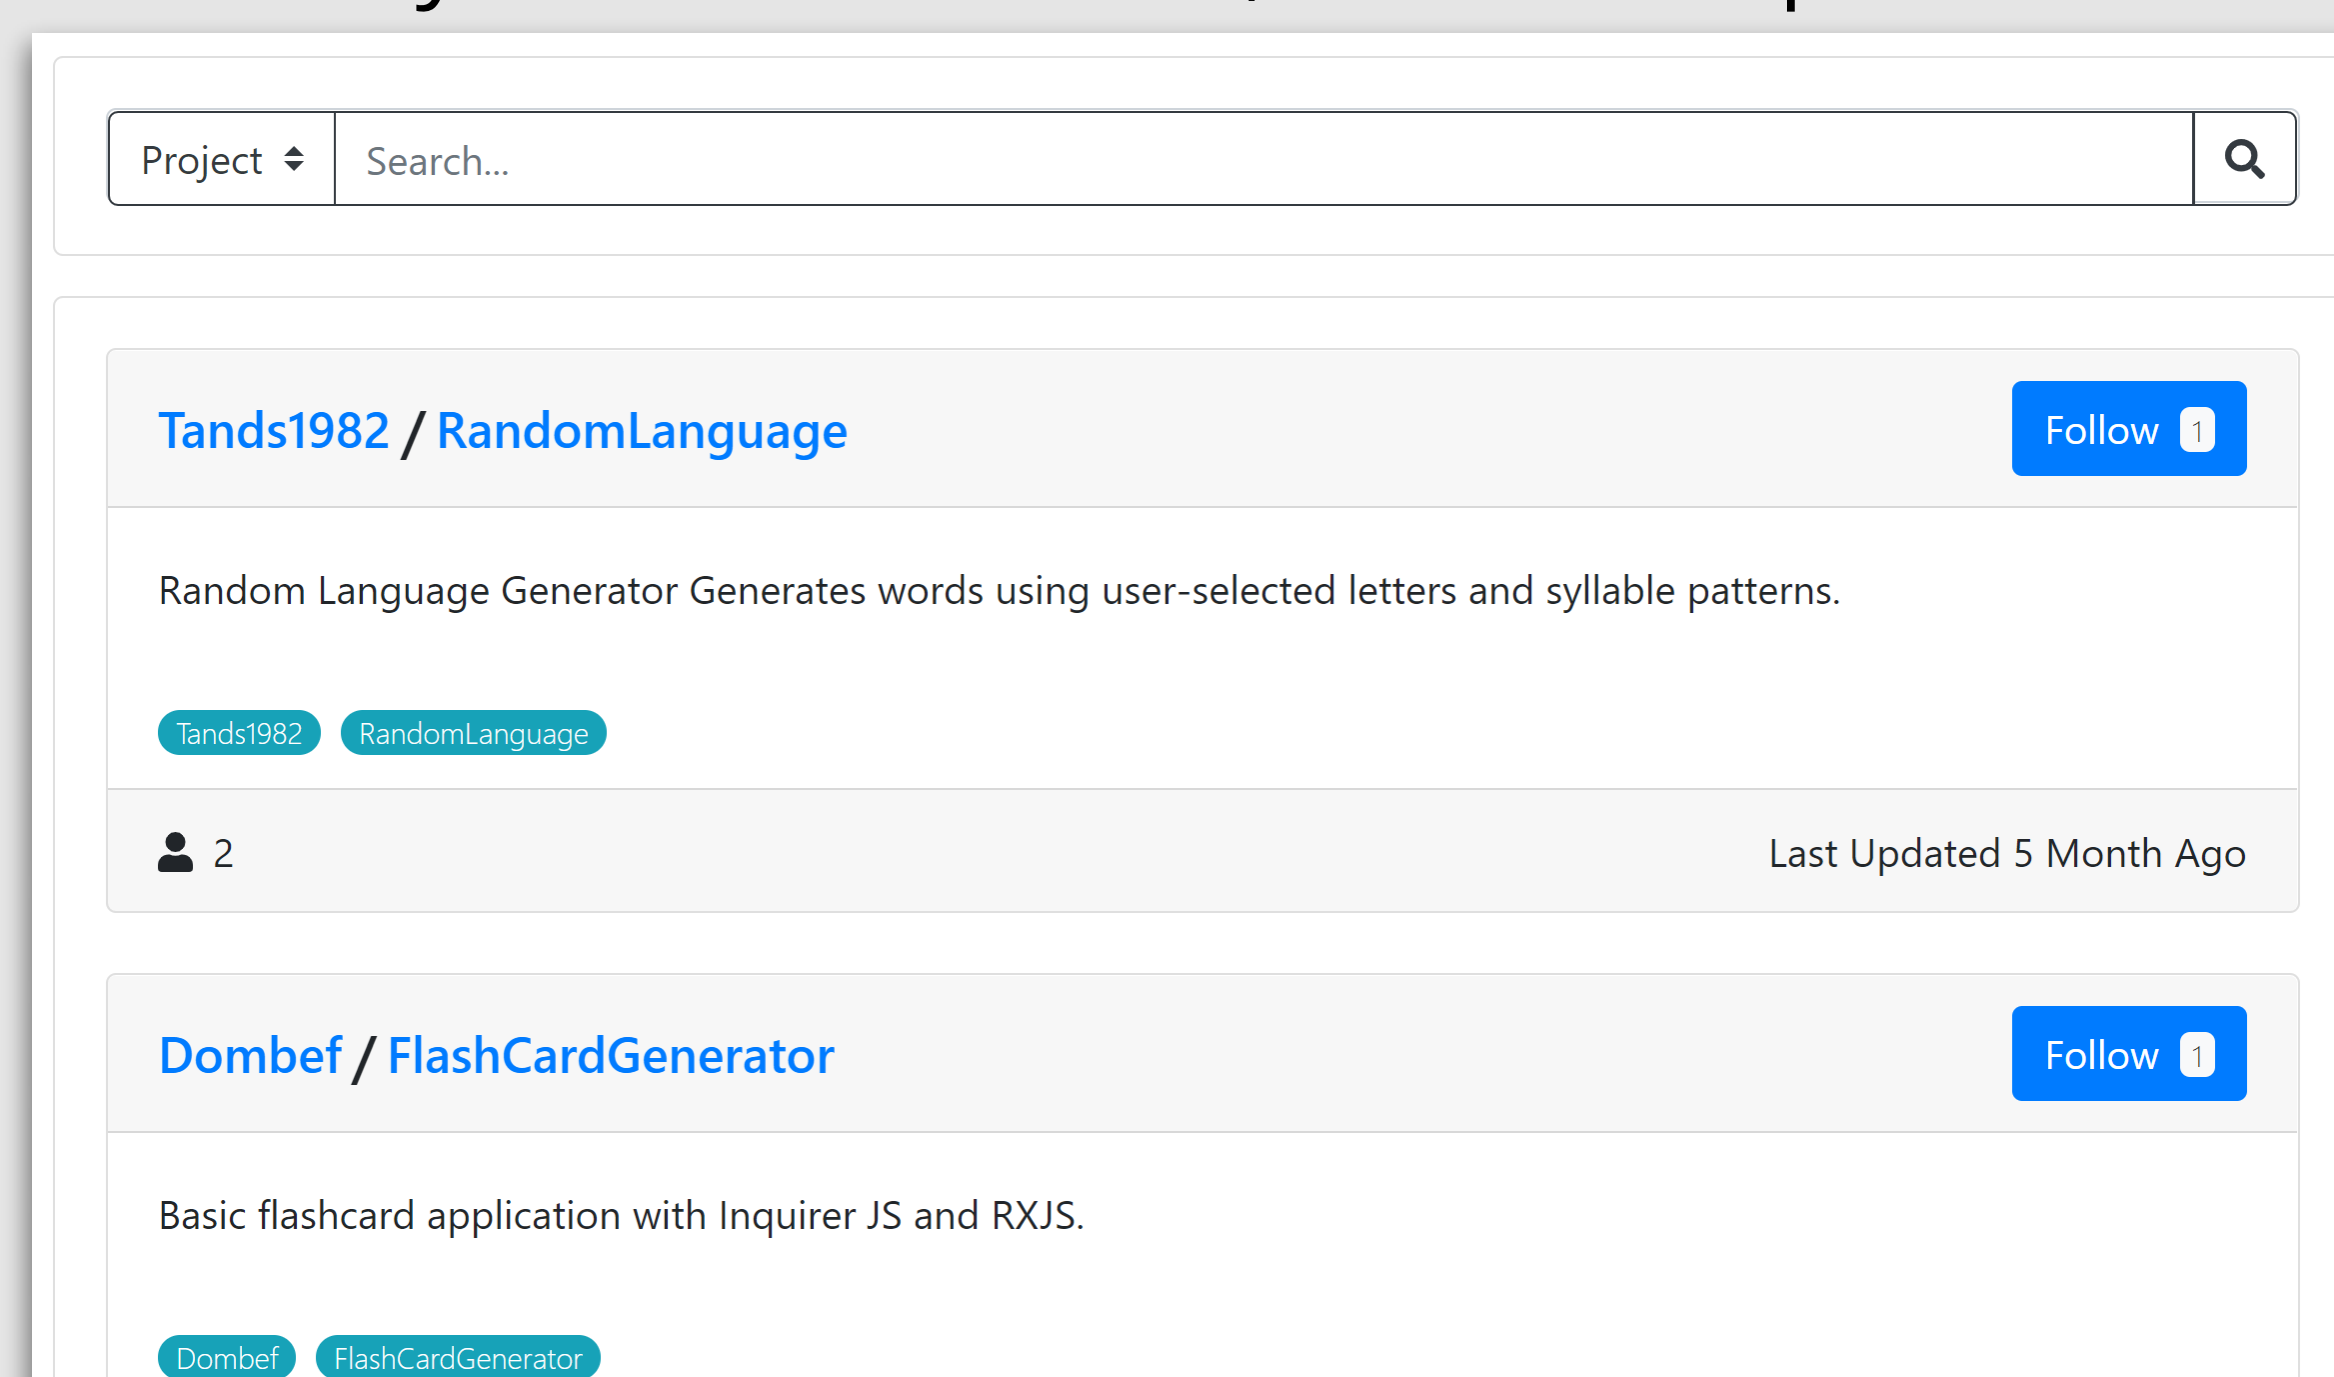 Project
Search...
Tands1982 / RandomLanguage
Follow 1
Random Language Generator Generates words using user-selected letters and syllable patterns.
Tands1982 RandomLanguage
2 Last Updated 5 Month Ago
Dombef / FlashCardGenerator
Follow 1
Basic flashcard application with Inquirer JS and RXJS.
Dombef FlashCardGenerator